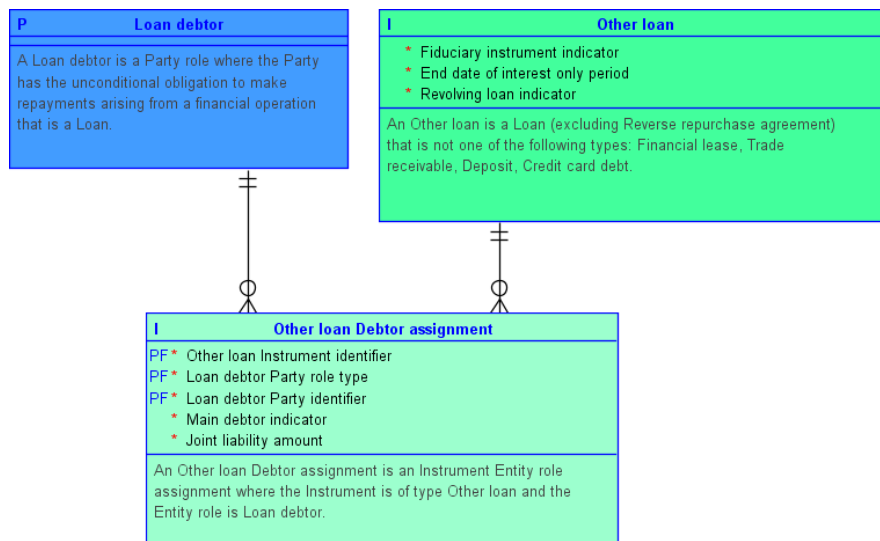 P Loan debtor
A Loan debtor is a Party role where the Party
has the unconditional obligation to make
repayments arising from a financial operation
that is a Loan.
I Other loan
* Fiduciary instrument indicator
* End date of interest only period
* Revolving loan indicator
An Other loan is a Loan (excluding Reverse repurchase agreement)
that is not one of the following types: Financial lease, Trade
receivable, Deposit, Credit card debt.
I Other loan Debtor assignment
PF * Other loan Instrument identifier
PF * Loan debtor Party role type
PF * Loan debtor Party identifier
* Main debtor indicator
* Joint liability amount
An Other loan Debtor assignment is an Instrument Entity role
assignment where the Instrument is of type Other loan and the
Entity role is Loan debtor.